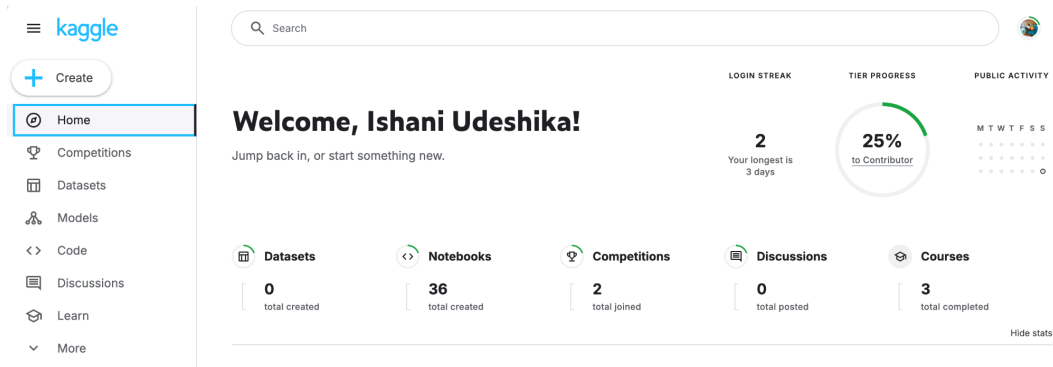 kaggle
Search
Create
Home
Competitions
Datasets
Models
Code
Discussions
Learn
More
LOGIN STREAK
TIER PROGRESS
PUBLIC ACTIVITY
Welcome, Ishani Udeshika!
Jump back in, or start something new.
2
Your longest is
3 days
25%
to Contributor
M T W T F S S
Datasets
0
total created
Notebooks
36
total created
Competitions
2
total joined
Discussions
0
total posted
Courses
3
total completed
Hide stats